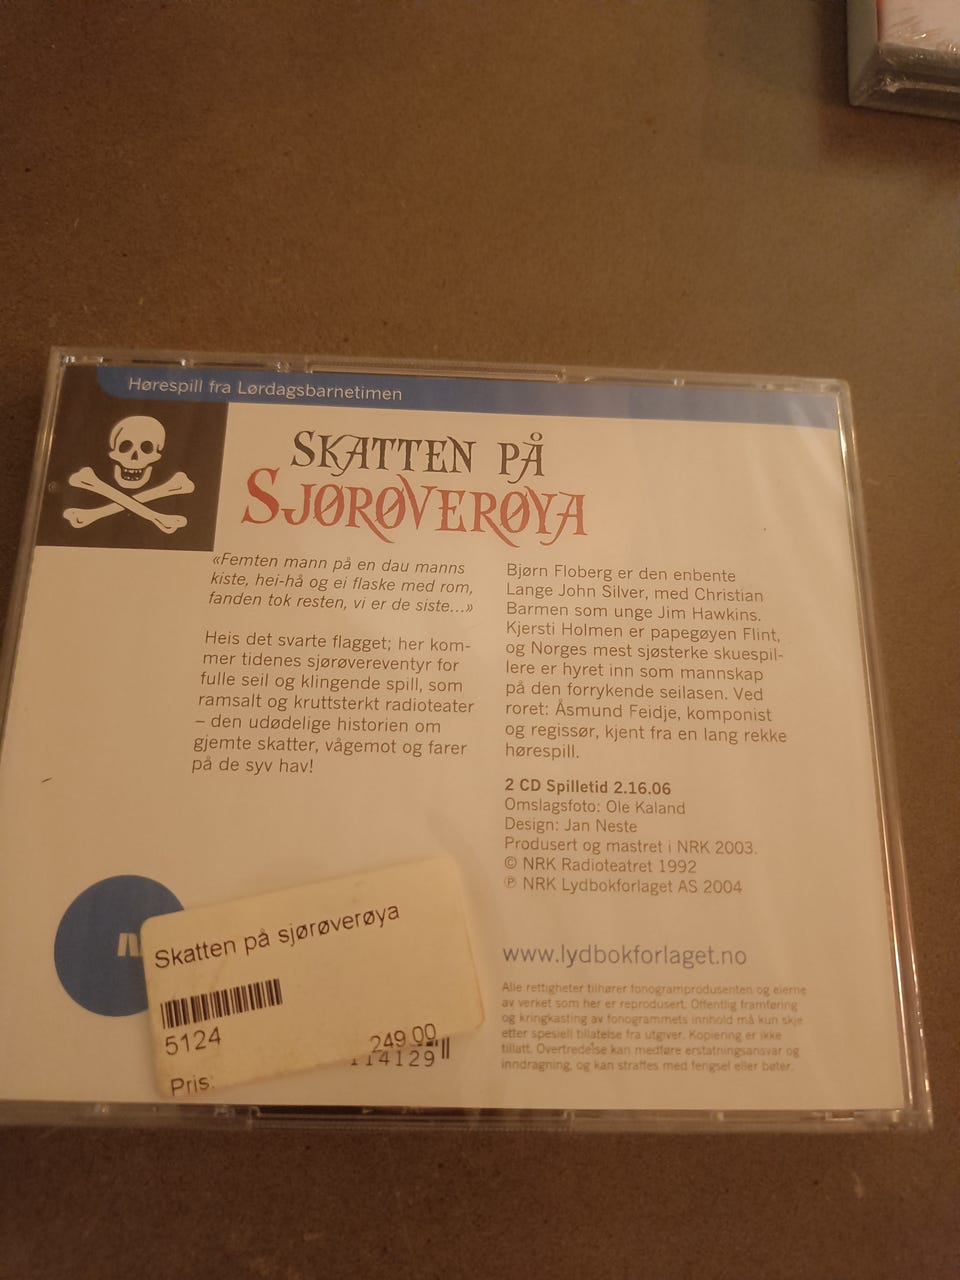 Hørespill fra Lørdagsbarnetimen
SKATTEN PÅ
SJØRØVERØYA
«Femten mann på en dau manns
kiste, hei-hå og ei flaske med rom,
fanden tok resten, vi er de siste...»
Heis det svarte flagget; her kom-
mer tidenes sjørøvereventyr for
fulle seil og klingende spill, som
ramsalt og kruttsterkt radioteater
– den udødelige historien om
gjemte skatter, vågemot og farer
på de syv hav!
Bjørn Floberg er den enbente
Lange John Silver, med Christian
Barmen som unge Jim Hawkins.
Kjersti Holmen er papegøyen Flint,
og Norges mest sjøsterke skuespil-
lere er hyret inn som mannskap
på den forrykende seilasen. Ved
roret: Åsmund Feidje, komponist
og regissør, kjent fra en lang rekke
hørespill.
2 CD Spilletid 2.16.06
Omslagsfoto: Ole Kaland
Design: Jan Neste
Produsert og mastret i NRK 2003.
© NRK Radioteatret 1992
℗ NRK Lydbokforlaget AS 2004
www.lydbokforlaget.no
Alle rettigheter tilhører fonogramprodusenten og eierne
av verket som her er reprodusert. Offentlig framføring
og kringkasting av fonogrammets innhold må kun skje
etter spesiell tillatelse fra utgiver. Kopiering er ikke
tillatt. Overtredelse kan medføre erstatningsansvar og
inndragning, og kan straffes med fengsel eller bøter.
Skatten på sjørøverøya
5124
249.00
114129
Pris: